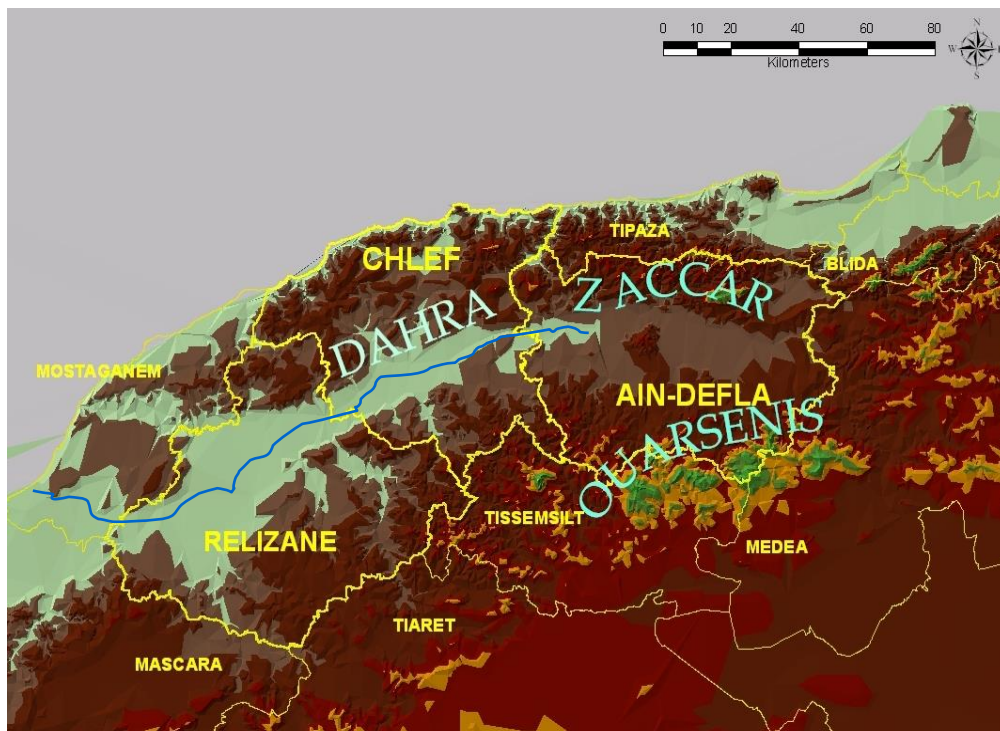 0 10 20 40 60 80
Kilometers
N
W
S
TIPAZA
CHLEF
BLIDA
ZACCAR
DAHRA
MOSTAGANEM
AIN-DEFLA
OUARSENIS
TISSEMSILT
RELIZANE
MEDEA
TIARET
MASCARA